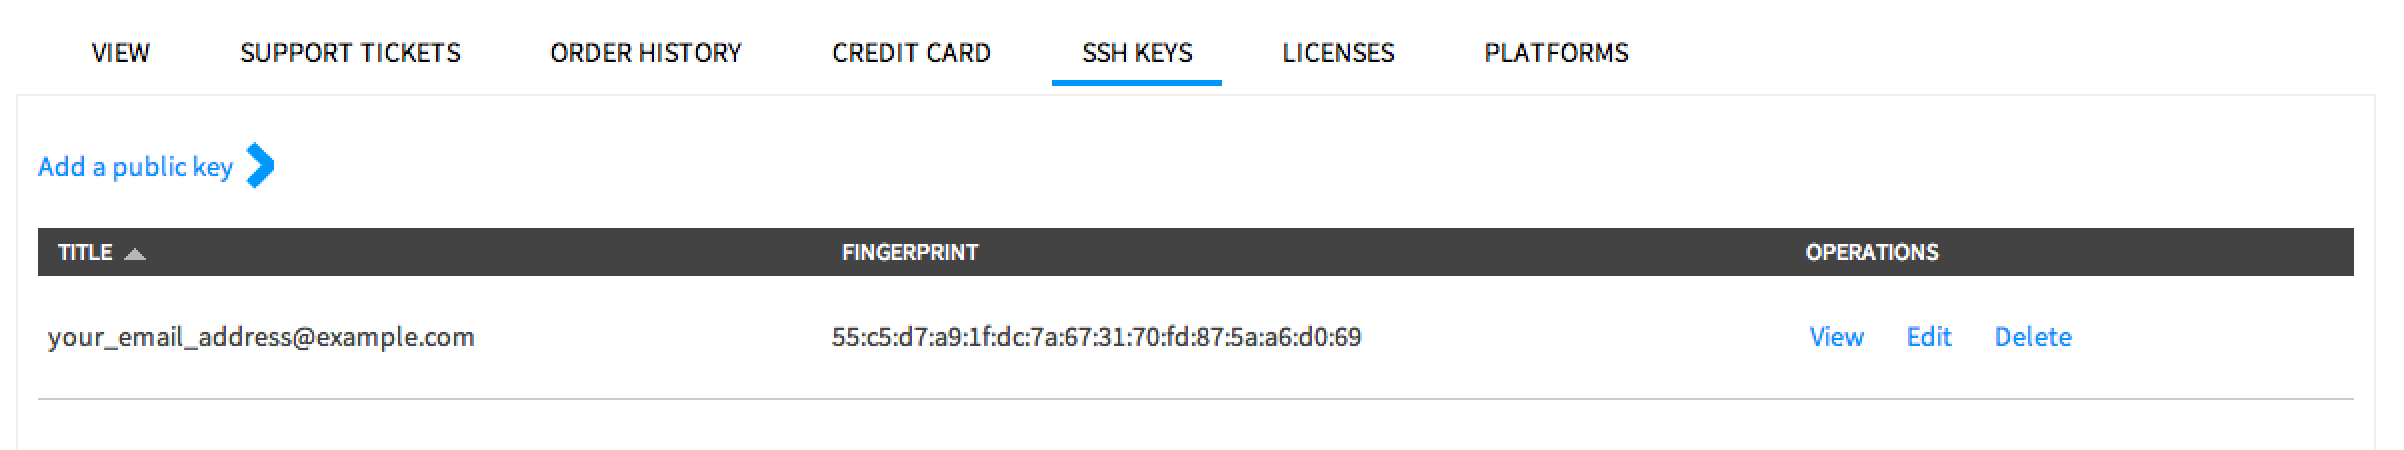 VIEW SUPPORT TICKETS ORDER HISTORY CREDIT CARD SSH KEYS LICENSES PLATFORMS
Add a public key
TITLE FINGERPRINT OPERATIONS
your_email_address@example.com 55:c5:d7:a9:1f:dc:7a:67:31:70:fd:87:5a:a6:d0:69 View Edit Delete